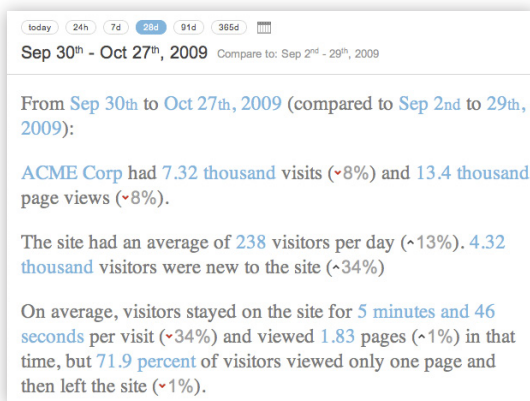 today 24h 7d 28d 91d 365d
Sep 30th - Oct 27th, 2009 Compare to: Sep 2nd - 29th, 2009
From Sep 30th to Oct 27th, 2009 (compared to Sep 2nd to 29th,
2009):
ACME Corp had 7.32 thousand visits (⌄8%) and 13.4 thousand
page views (⌄8%).
The site had an average of 238 visitors per day (^13%). 4.32
thousand visitors were new to the site (^34%)
On average, visitors stayed on the site for 5 minutes and 46
seconds per visit (⌄34%) and viewed 1.83 pages (^1%) in that
time, but 71.9 percent of visitors viewed only one page and
then left the site (⌄1%).